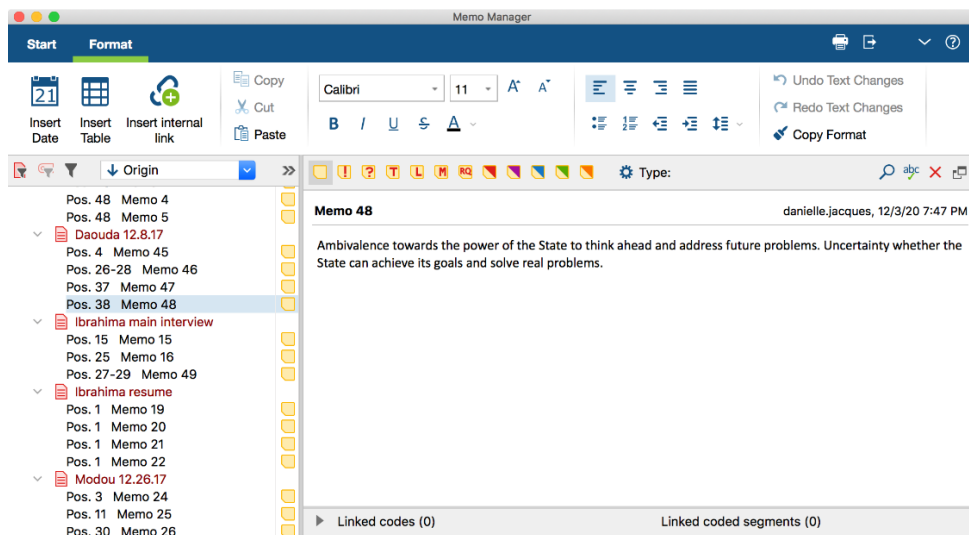 Memo Manager
Start Format
21
Insert Date
Insert Table
Insert internal link
Copy
Cut
Paste
Calibri 11 A A
B I U S A
Undo Text Changes
Redo Text Changes
Copy Format
Origin
! ? T L M RQ Type: abc
Pos. 48 Memo 4
Pos. 48 Memo 5
Daouda 12.8.17
Pos. 4 Memo 45
Pos. 26-28 Memo 46
Pos. 37 Memo 47
Pos. 38 Memo 48
Ibrahima main interview
Pos. 15 Memo 15
Pos. 25 Memo 16
Pos. 27-29 Memo 49
Ibrahima resume
Pos. 1 Memo 19
Pos. 1 Memo 20
Pos. 1 Memo 21
Pos. 1 Memo 22
Modou 12.26.17
Pos. 3 Memo 24
Pos. 11 Memo 25
Pos. 30 Memo 26
Memo 48 danielle.jacques, 12/3/20 7:47 PM
Ambivalence towards the power of the State to think ahead and address future problems. Uncertainty whether the
State can achieve its goals and solve real problems.
Linked codes (0) Linked coded segments (0)